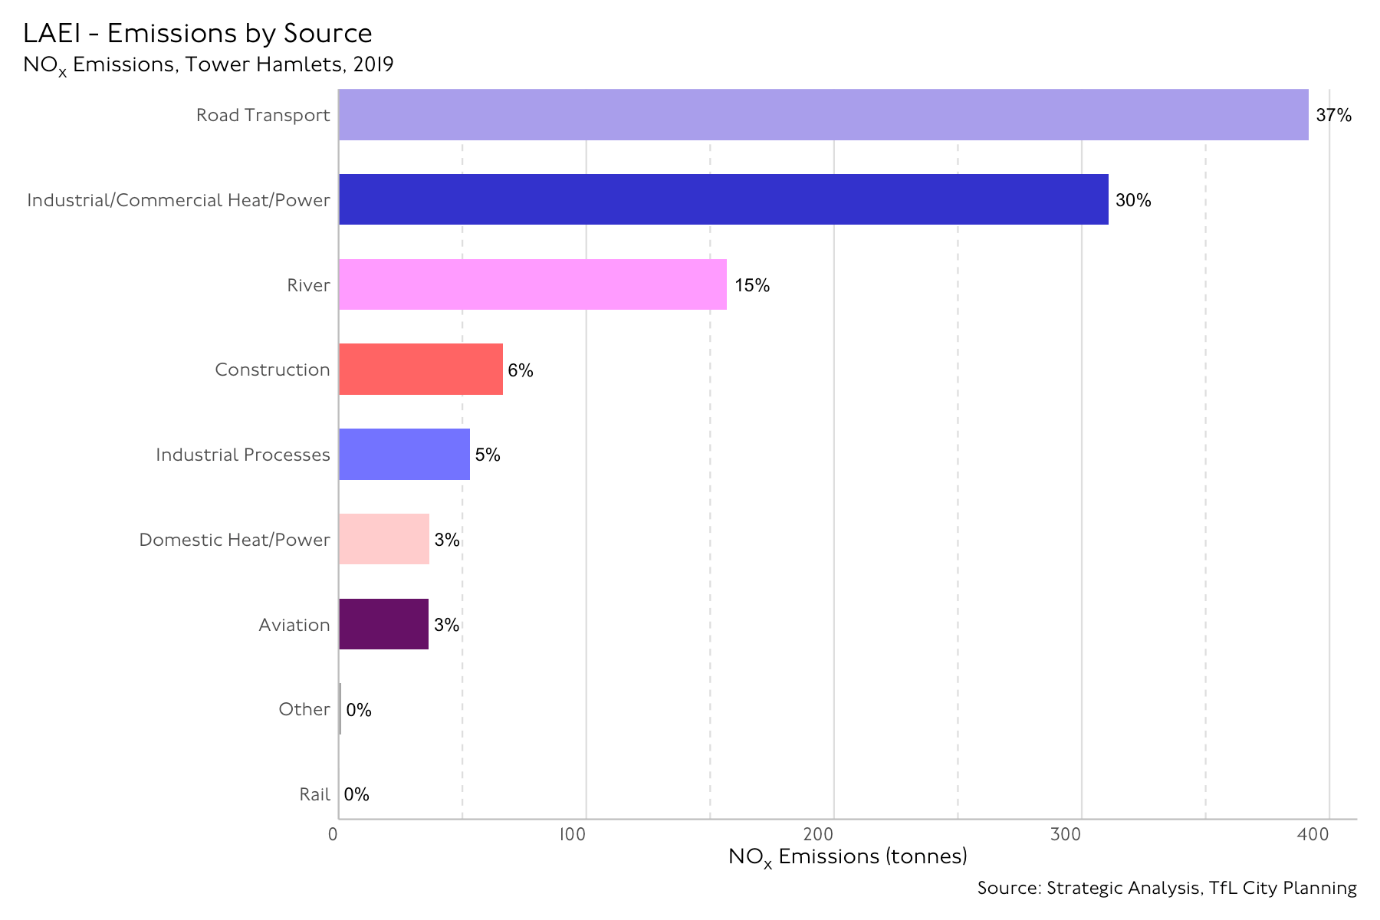 LAEI - Emissions by Source
NOx Emissions, Tower Hamlets, 2019
Road Transport 37%
Industrial/Commercial Heat/Power 30%
River 15%
Construction 6%
Industrial Processes 5%
Domestic Heat/Power 3%
Aviation 3%
Other 0%
Rail 0%
0 100 200 300 400
NOx Emissions (tonnes)
Source: Strategic Analysis, TfL City Planning